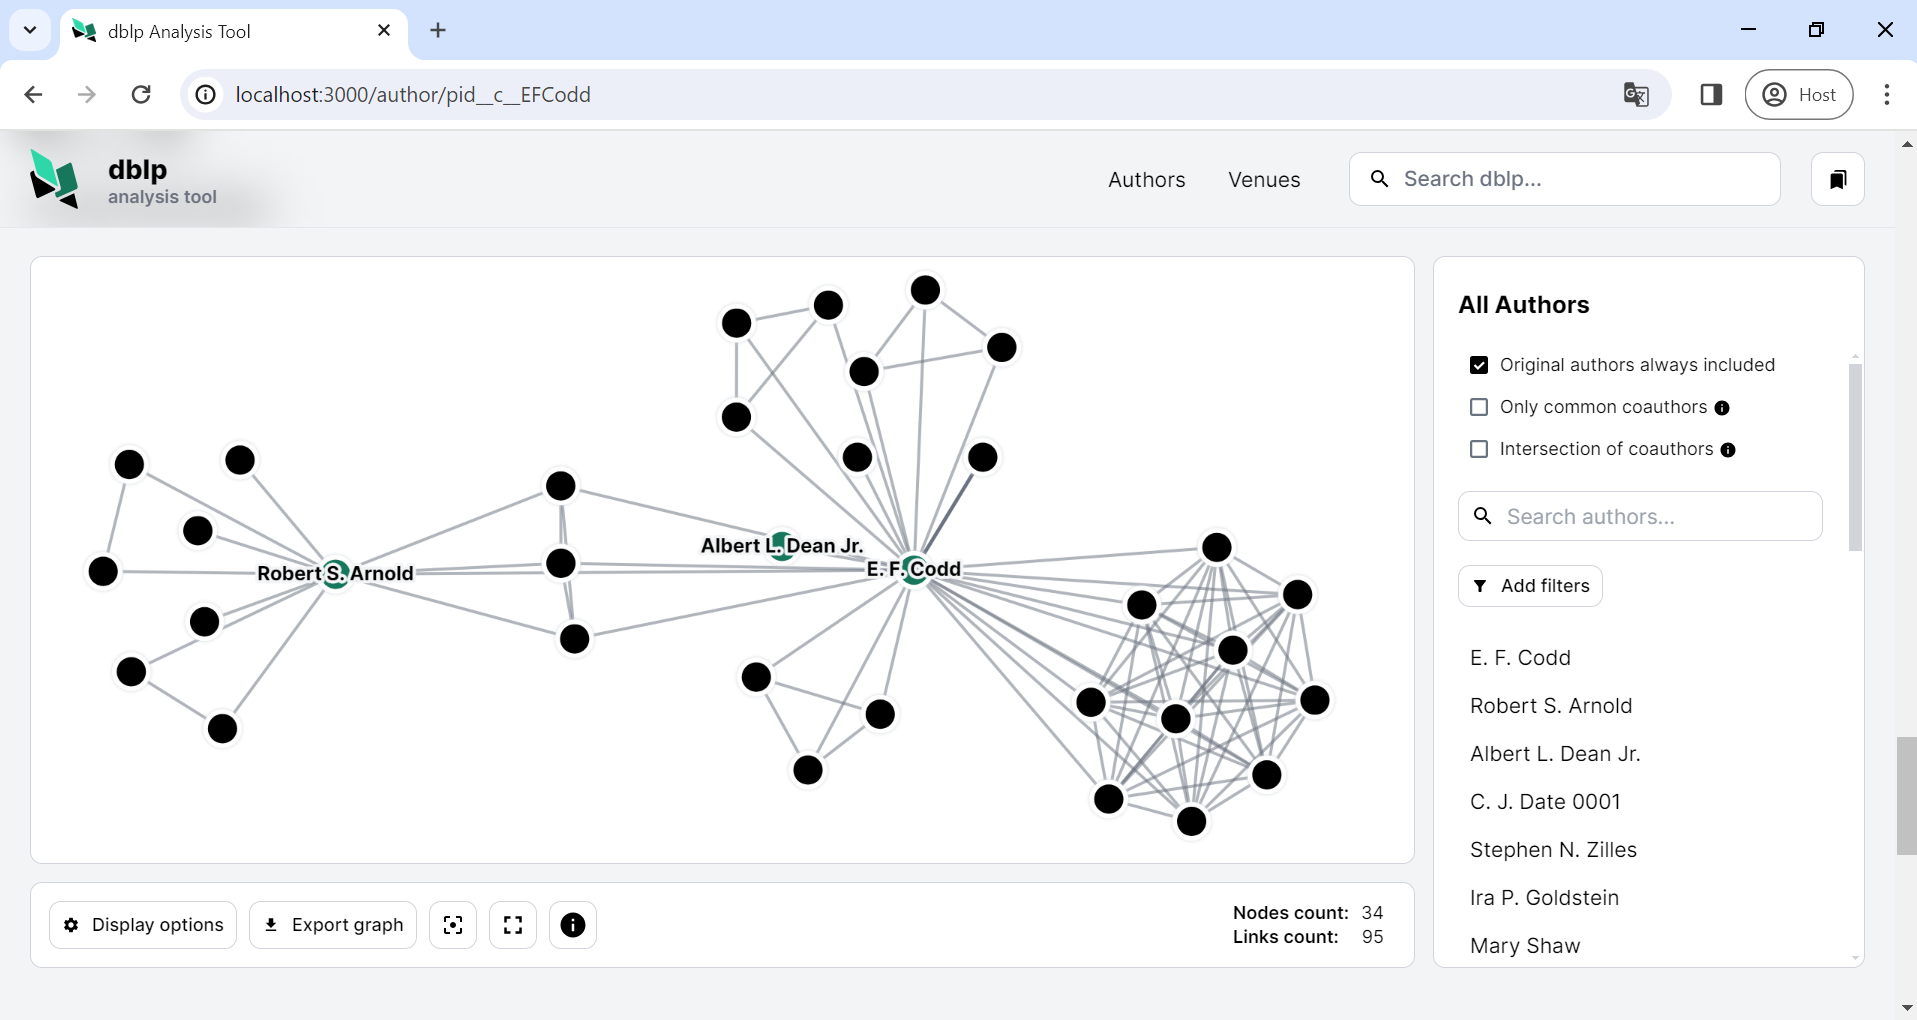 dblp Analysis Tool
localhost:3000/author/pid__c__EFCodd
Host
dblp
analysis tool
Authors
Venues
Search dblp...
Albert L. Dean Jr.
E. F. Codd
Robert S. Arnold
All Authors
Original authors always included
Only common coauthors
Intersection of coauthors
Search authors...
Add filters
E. F. Codd
Robert S. Arnold
Albert L. Dean Jr.
C. J. Date 0001
Stephen N. Zilles
Ira P. Goldstein
Mary Shaw
Display options
Export graph
Nodes count: 34
Links count: 95